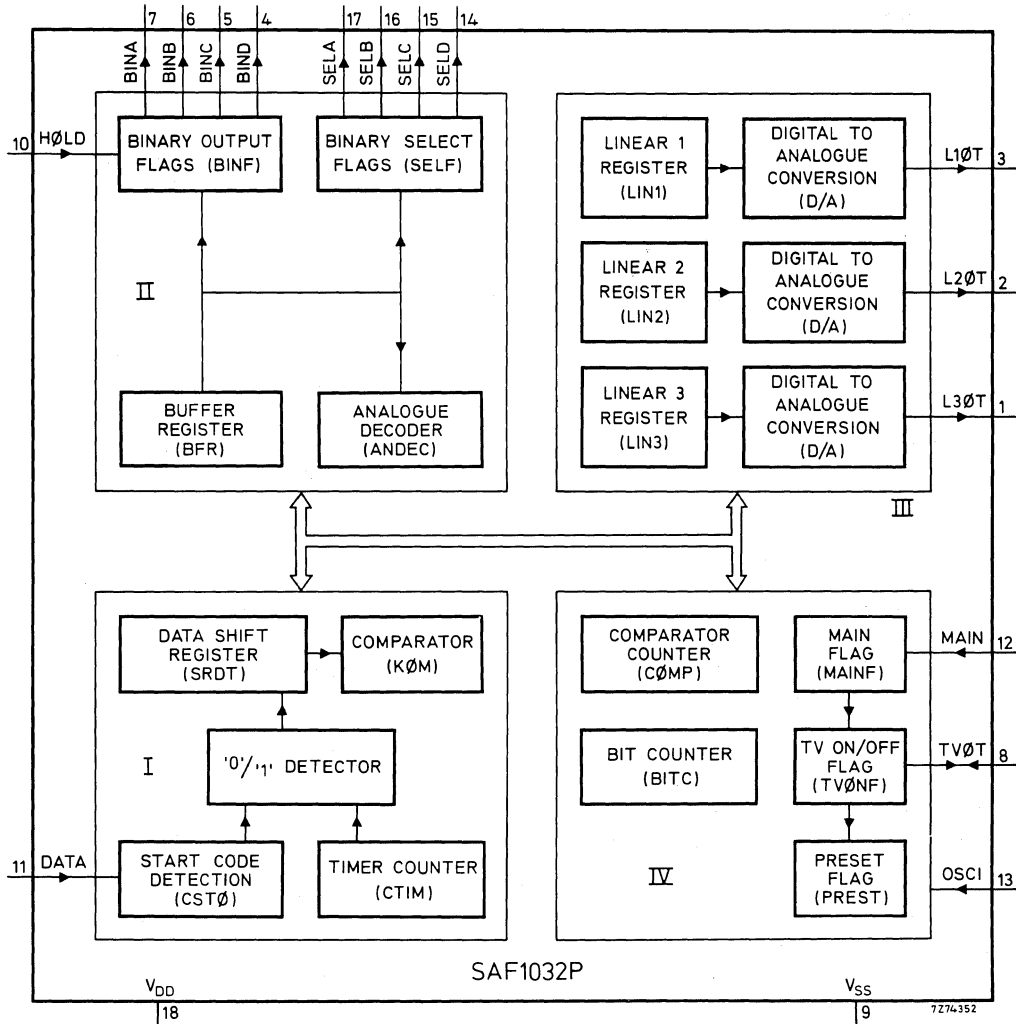 7 6 5 4 17 16 15 14
BINA BINB BINC BIND SELA SELB SELC SELD
10 HØLD
BINARY OUTPUT
FLAGS (BINF)
BINARY SELECT
FLAGS (SELF)
II
BUFFER
REGISTER
(BFR)
ANALOGUE
DECODER
(ANDEC)
LINEAR 1
REGISTER
(LIN1)
DIGITAL TO
ANALOGUE
CONVERSION
(D/A)
L1ØT 3
LINEAR 2
REGISTER
(LIN2)
DIGITAL TO
ANALOGUE
CONVERSION
(D/A)
L2ØT 2
LINEAR 3
REGISTER
(LIN3)
DIGITAL TO
ANALOGUE
CONVERSION
(D/A)
L3ØT 1
III
DATA SHIFT
REGISTER
(SRDT)
COMPARATOR
(KØM)
I
'0'/'1' DETECTOR
11 DATA
START CODE
DETECTION
(CSTØ)
TIMER COUNTER
(CTIM)
COMPARATOR
COUNTER
(CØMP)
MAIN
FLAG
(MAINF)
MAIN 12
BIT COUNTER
(BITC)
TV ON/OFF
FLAG
(TVØNF)
TVØT 8
IV
PRESET
FLAG
(PREST)
OSCI 13
SAF1032P
VDD
18
VSS
9
7Z74352